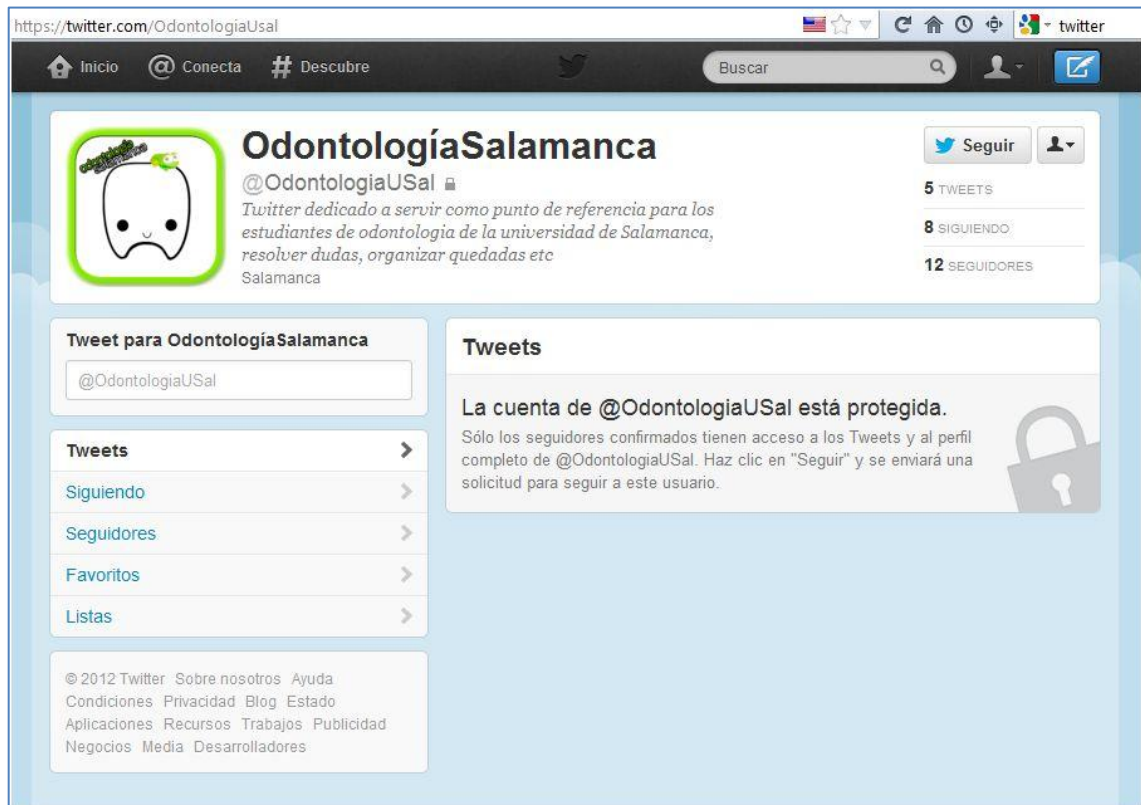 https://twitter.com/OdontologiaUsal
twitter
Inicio
Conecta
# Descubre
Buscar
OdontologíaSalamanca
@OdontologiaUSal
Twitter dedicado a servir como punto de referencia para los
estudiantes de odontologia de la universidad de Salamanca,
resolver dudas, organizar quedadas etc
Salamanca
odontología
salamanca
Seguir
5 TWEETS
8 SIGUIENDO
12 SEGUIDORES
Tweet para OdontologíaSalamanca
@OdontologiaUSal
Tweets
Siguiendo
Seguidores
Favoritos
Listas
© 2012 Twitter Sobre nosotros Ayuda
Condiciones Privacidad Blog Estado
Aplicaciones Recursos Trabajos Publicidad
Negocios Media Desarrolladores
Tweets
La cuenta de @OdontologiaUSal está protegida.
Sólo los seguidores confirmados tienen acceso a los Tweets y al perfil
completo de @OdontologiaUSal. Haz clic en "Seguir" y se enviará una
solicitud para seguir a este usuario.